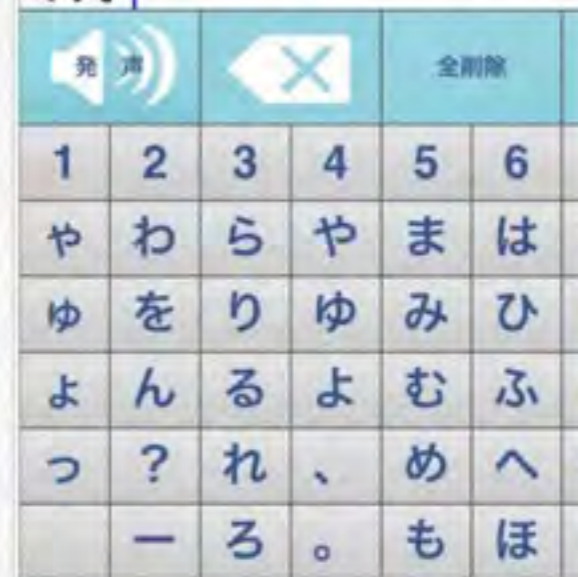 発声 全削除
1 2 3 4 5 6
ゃ わ ら や ま は
ゅ を り ゆ み ひ
ょ ん る よ む ふ
っ ? れ 、 め へ
ー ろ 。 も ほ